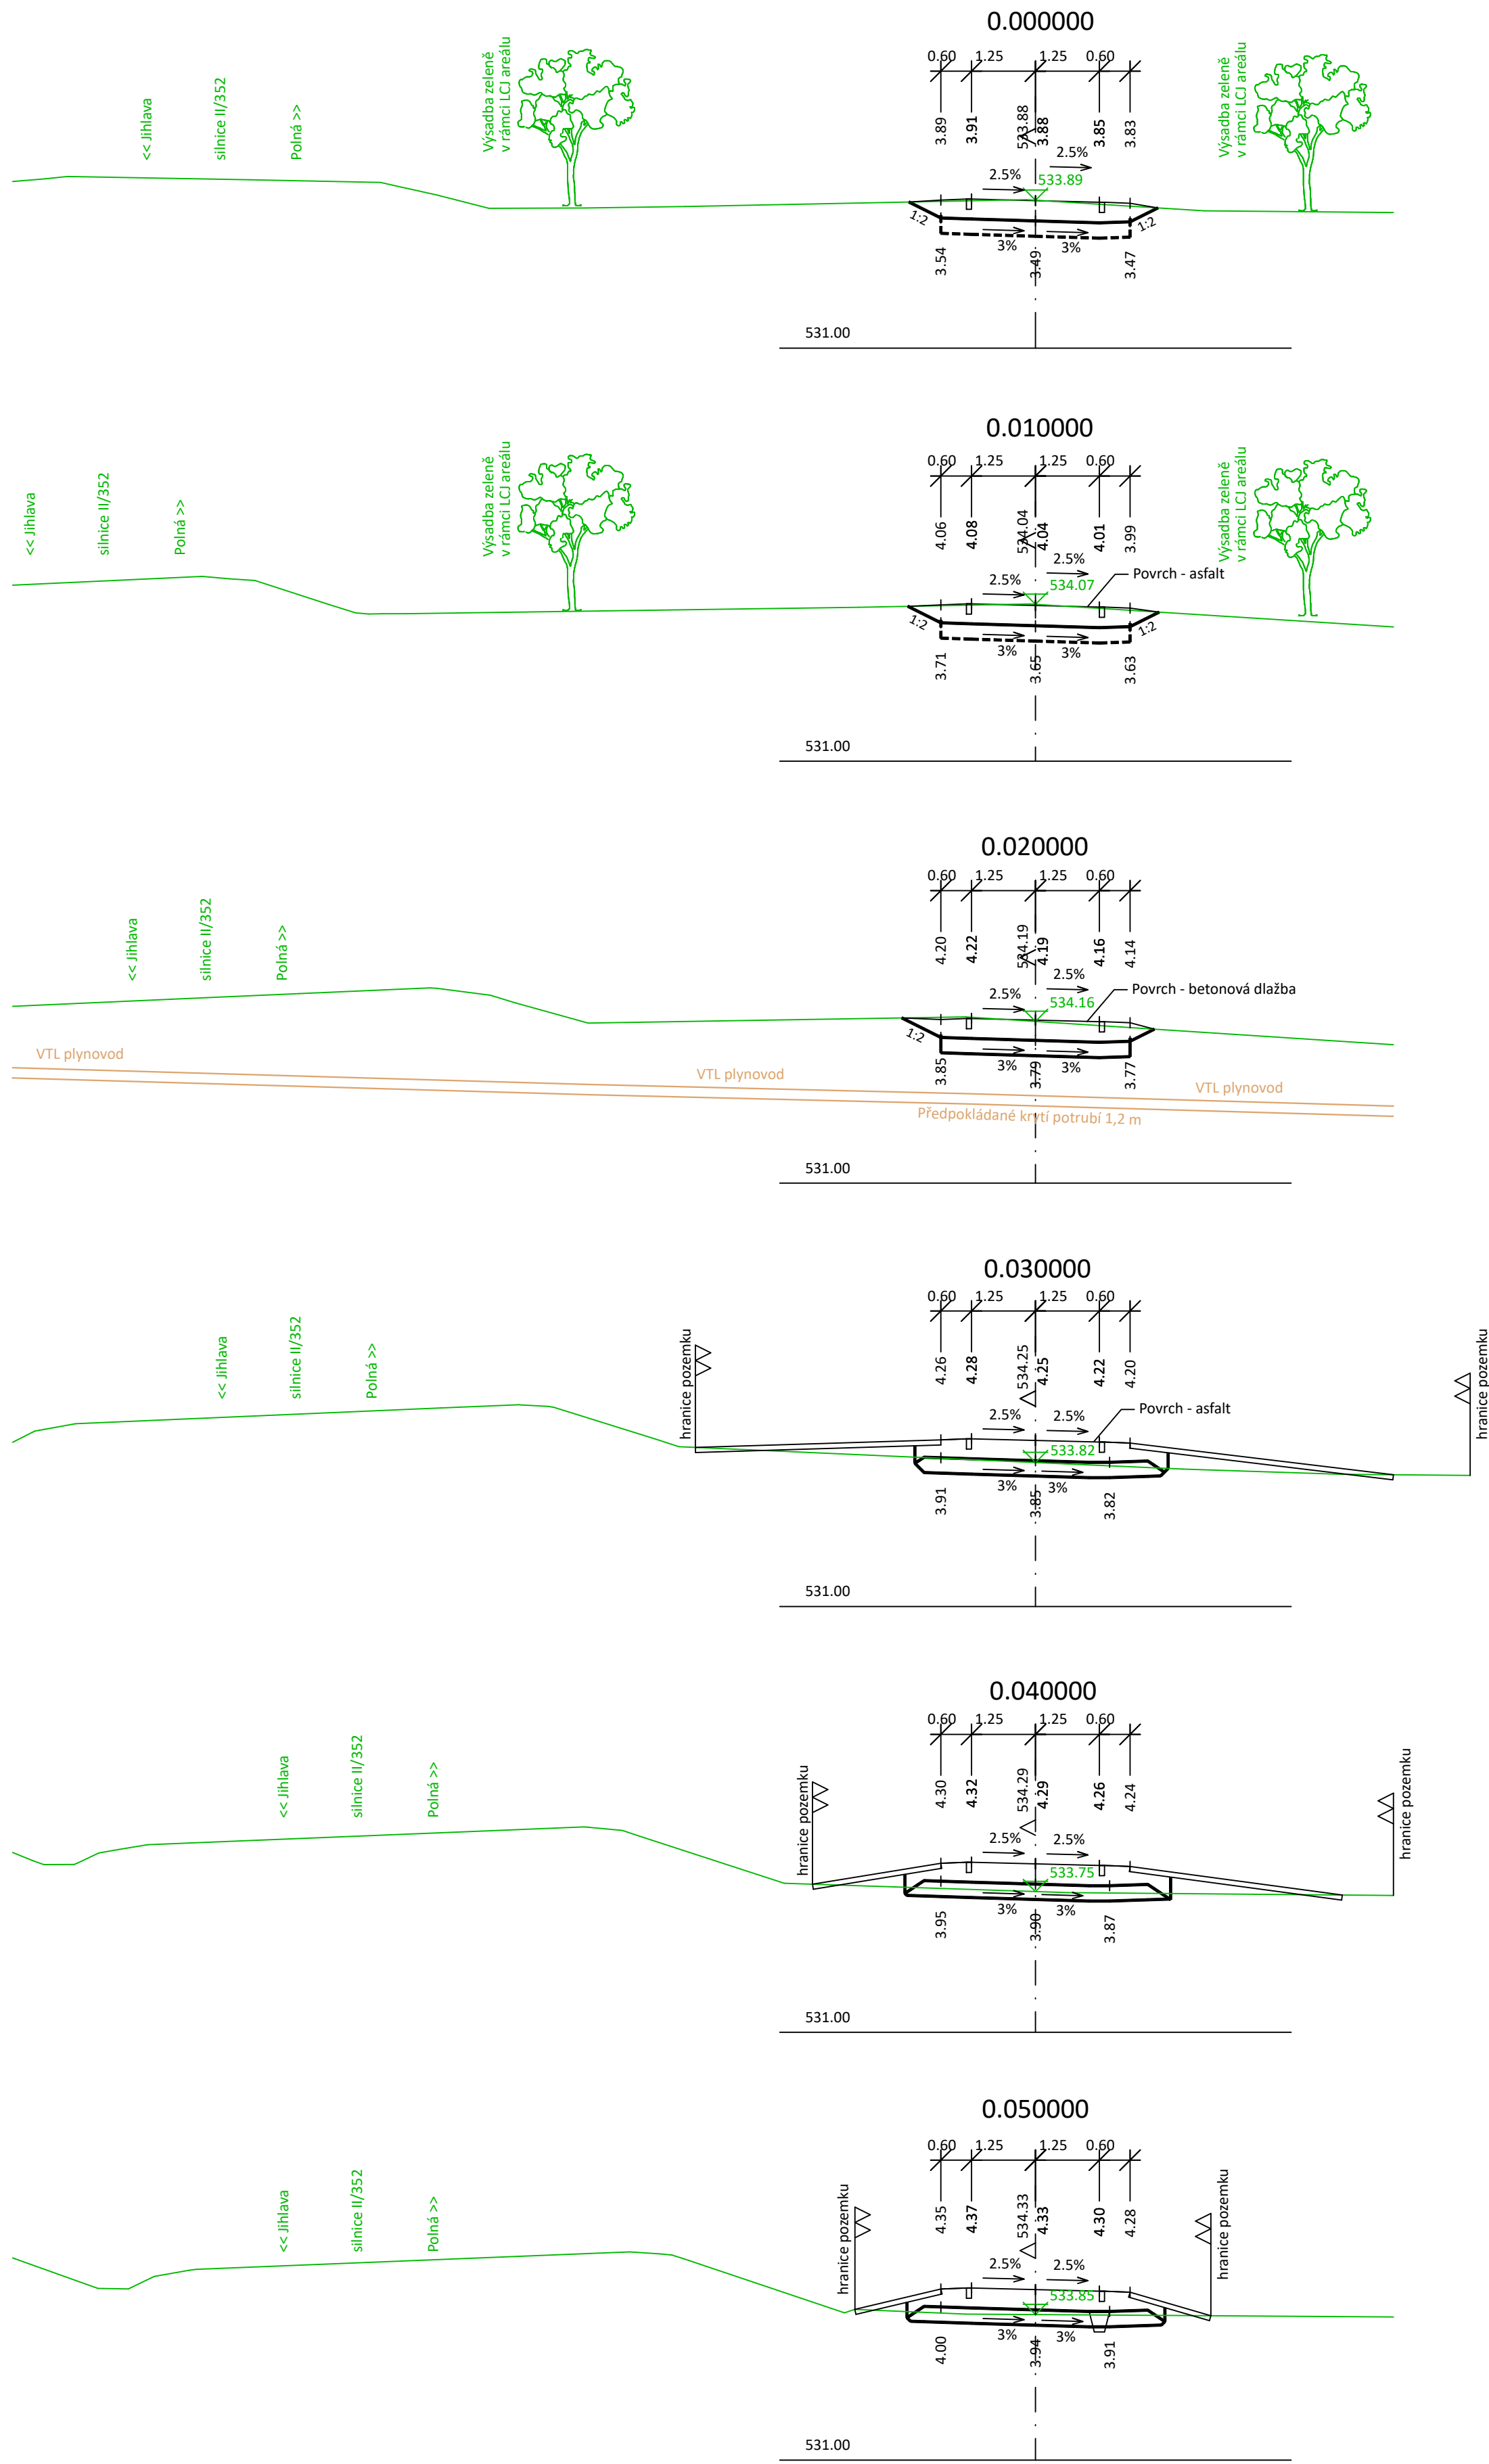 0.000000
0.60 1.25 1.25 0.60
Výsadba zeleně
v rámci LCJ areálu
Výsadba zeleně
v rámci LCJ areálu
<< Jihlava
silnice II/352
Polná >>
3.89 3.91 533.88 3.88 3.85 3.83
2.5% 2.5%
533.89
1:2 1:2
3% 3%
3.54 3.49 3.47
531.00
0.010000
0.60 1.25 1.25 0.60
Výsadba zeleně
v rámci LCJ areálu
Výsadba zeleně
v rámci LCJ areálu
<< Jihlava
silnice II/352
Polná >>
4.06 4.08 534.04 4.04 4.01 3.99
2.5% 2.5%
Povrch - asfalt
534.07
1:2 1:2
3% 3%
3.71 3.65 3.63
531.00
0.020000
0.60 1.25 1.25 0.60
<< Jihlava
silnice II/352
Polná >>
4.20 4.22 534.19 4.19 4.16 4.14
2.5% 2.5%
Povrch - betonová dlažba
534.16
1:2
3% 3%
3.85 3.79 3.77
VTL plynovod
VTL plynovod
VTL plynovod
Předpokládané krytí potrubí 1,2 m
531.00
0.030000
0.60 1.25 1.25 0.60
<< Jihlava
silnice II/352
Polná >>
hranice pozemku
hranice pozemku
4.26 4.28 534.25 4.25 4.22 4.20
2.5% 2.5%
Povrch - asfalt
533.82
3% 3%
3.91 3.85 3.82
531.00
0.040000
0.60 1.25 1.25 0.60
<< Jihlava
silnice II/352
Polná >>
hranice pozemku
hranice pozemku
4.30 4.32 534.29 4.29 4.26 4.24
2.5% 2.5%
533.75
3% 3%
3.95 3.90 3.87
531.00
0.050000
0.60 1.25 1.25 0.60
<< Jihlava
silnice II/352
Polná >>
hranice pozemku
hranice pozemku
4.35 4.37 534.33 4.33 4.30 4.28
2.5% 2.5%
533.85
3% 3%
4.00 3.94 3.91
531.00